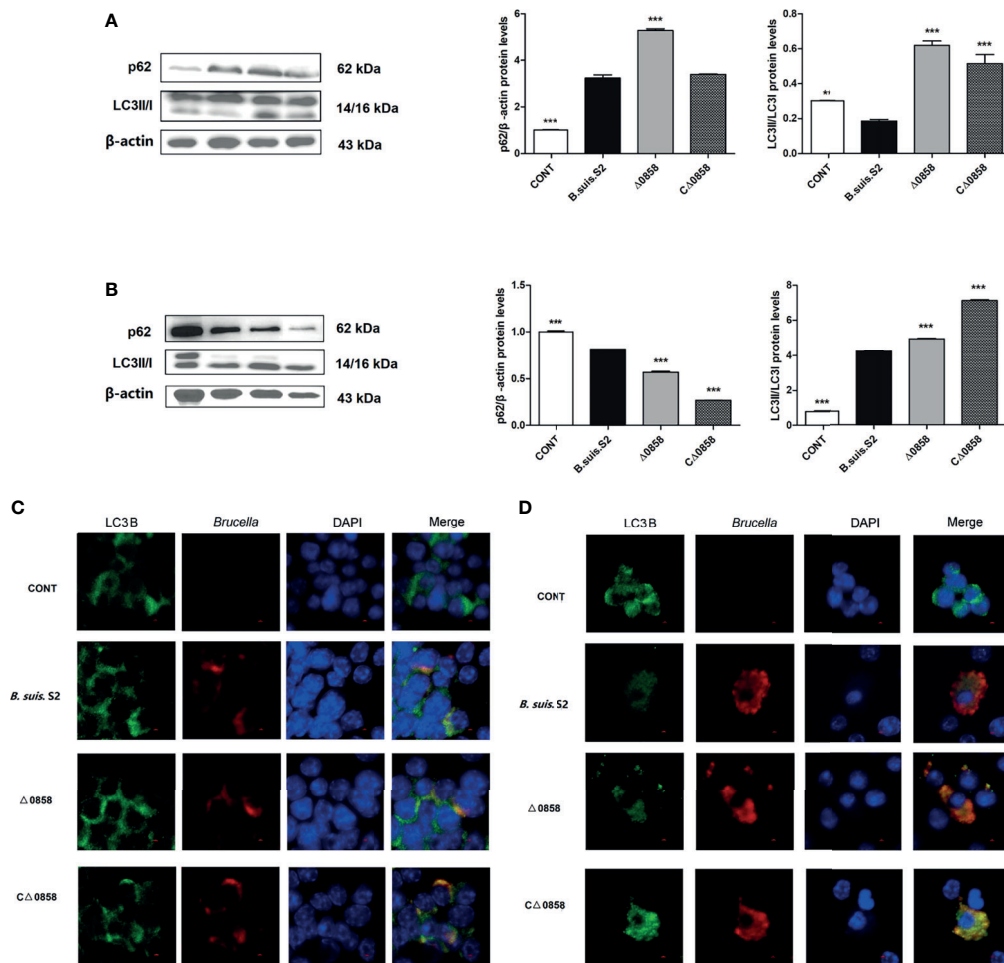 A
p62
62 kDa
LC3II/I
14/16 kDa
β-actin
43 kDa
p62/β -actin protein levels
6
4
2
0
***
***
CONT
B.suis.S2
Δ0858
CΔ0858
LC3II/LC3I protein levels
0.8
0.6
0.4
0.2
0.0
***
***
CONT
B.suis.S2
Δ0858
CΔ0858
B
p62
62 kDa
LC3II/I
14/16 kDa
β-actin
43 kDa
p62/β -actin protein levels
1.5
1.0
0.5
0.0
***
***
***
CONT
B.suis.S2
Δ0858
CΔ0858
LC3II/LC3I protein levels
8
6
4
2
0
***
***
***
CONT
B.suis.S2
Δ0858
CΔ0858
C
LC3B Brucella DAPI Merge
CONT
B. suis. S2
△0858
C△0858
D
LC3B Brucella DAPI Merge
CONT
B. suis. S2
△0858
C△0858